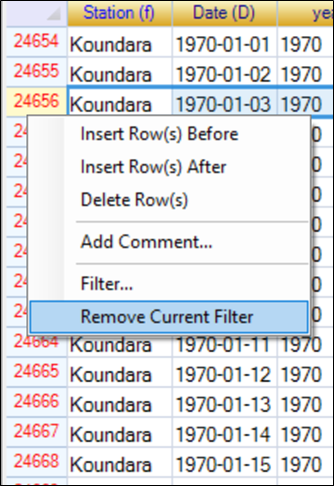 Station (f) Date (D) ye
24654 Koundara 1970-01-01 1970
24655 Koundara 1970-01-02 1970
24656 Koundara 1970-01-03 1970
Insert Row(s) Before
Insert Row(s) After
Delete Row(s)
Add Comment...
Filter...
Remove Current Filter
24664 Koundara 1970-01-11 1970
24665 Koundara 1970-01-12 1970
24666 Koundara 1970-01-13 1970
24667 Koundara 1970-01-14 1970
24668 Koundara 1970-01-15 1970